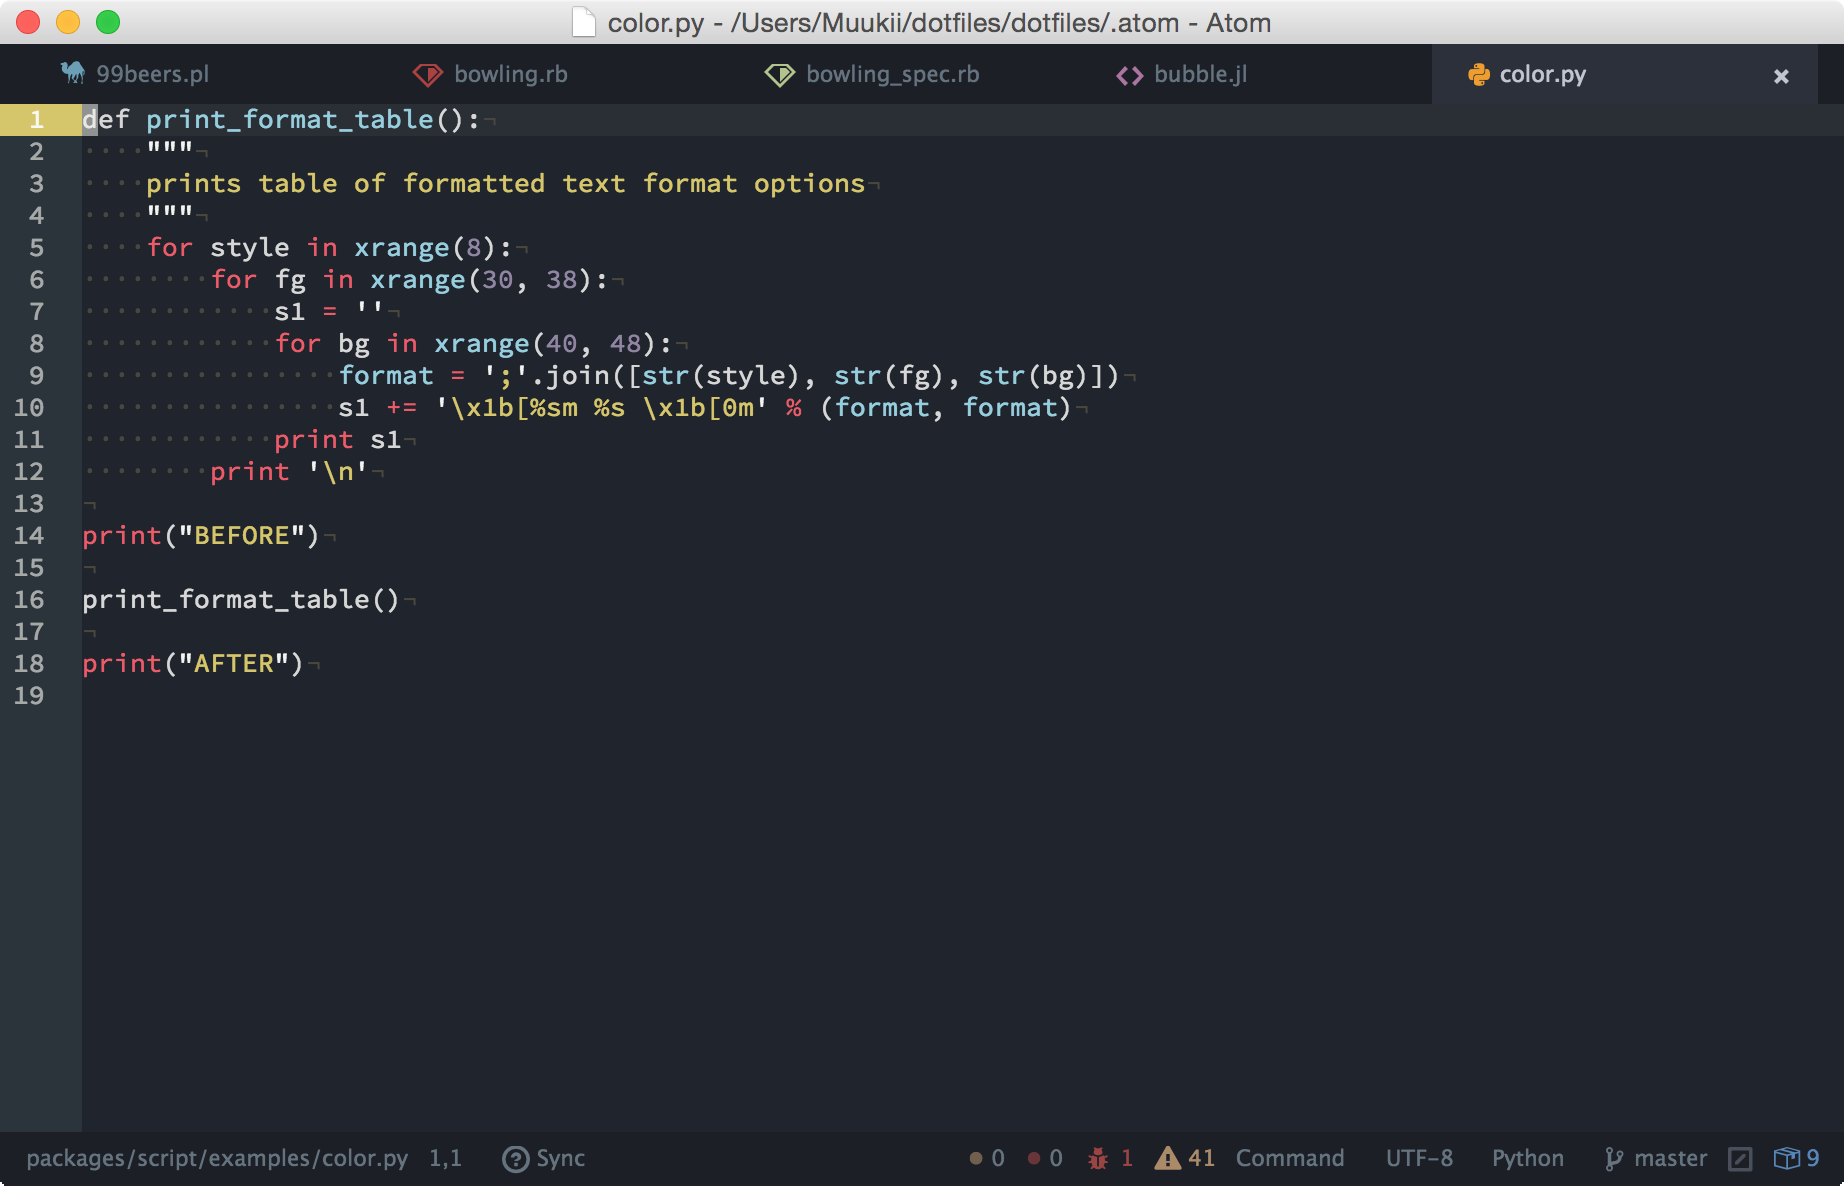 color.py - /Users/Muukii/dotfiles/dotfiles/.atom - Atom
99beers.pl bowling.rb bowling_spec.rb bubble.jl color.py
1 def print_format_table():
2     """
3     prints table of formatted text format options
4     """
5     for style in xrange(8):
6         for fg in xrange(30, 38):
7             s1 = ''
8             for bg in xrange(40, 48):
9                 format = ';'.join([str(style), str(fg), str(bg)])
10                 s1 += '\x1b[%sm %s \x1b[0m' % (format, format)
11             print s1
12         print '\n'
13
14 print("BEFORE")
15
16 print_format_table()
17
18 print("AFTER")
19
packages/script/examples/color.py 1,1 Sync 0 0 1 41 Command UTF-8 Python master 9